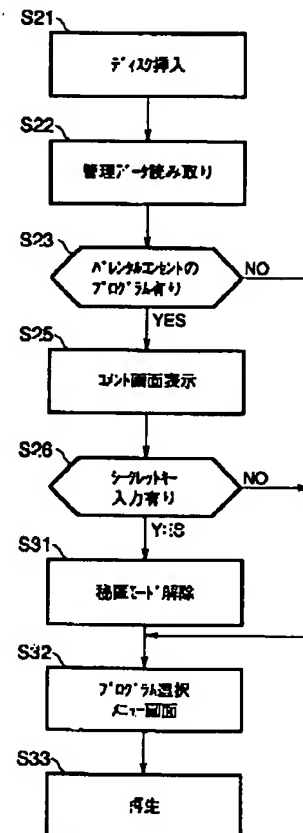 S21
ディスク挿入
S22
管理データ読み取り
S23
パレンタルコンセントの
プログラム有り
NO
YES
S25
コメント画面表示
S26
シークレットキー
入力有り
NO
YES
S31
モード解除
S32
プログラム選択
メニュー画面
S33
再生